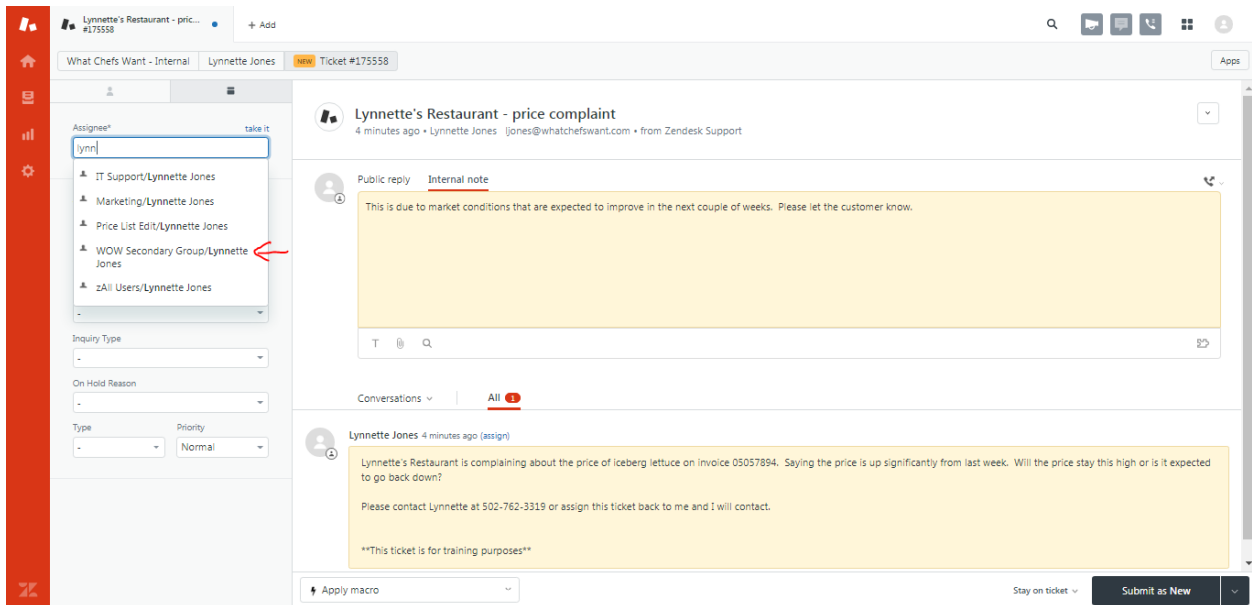 Lynnette's Restaurant - pric...
#175558
+ Add
What Chefs Want - Internal
Lynnette Jones
NEW Ticket #175558
Apps
Assignee*
take it
lynn
IT Support/Lynnette Jones
Marketing/Lynnette Jones
Price List Edit/Lynnette Jones
WOW Secondary Group/Lynnette
Jones
zAll Users/Lynnette Jones
-
Inquiry Type
-
On Hold Reason
-
Type
Priority
-
Normal
Lynnette's Restaurant - price complaint
4 minutes ago • Lynnette Jones ljones@whatchefswant.com • from Zendesk Support
Public reply
Internal note
This is due to market conditions that are expected to improve in the next couple of weeks. Please let the customer know.
T
Conversations
All 1
Lynnette Jones 4 minutes ago (assign)
Lynnette's Restaurant is complaining about the price of iceberg lettuce on invoice 05057894. Saying the price is up significantly from last week. Will the price stay this high or is it expected
to go back down?
Please contact Lynnette at 502-762-3319 or assign this ticket back to me and I will contact.
**This ticket is for training purposes**
Apply macro
Stay on ticket
Submit as New